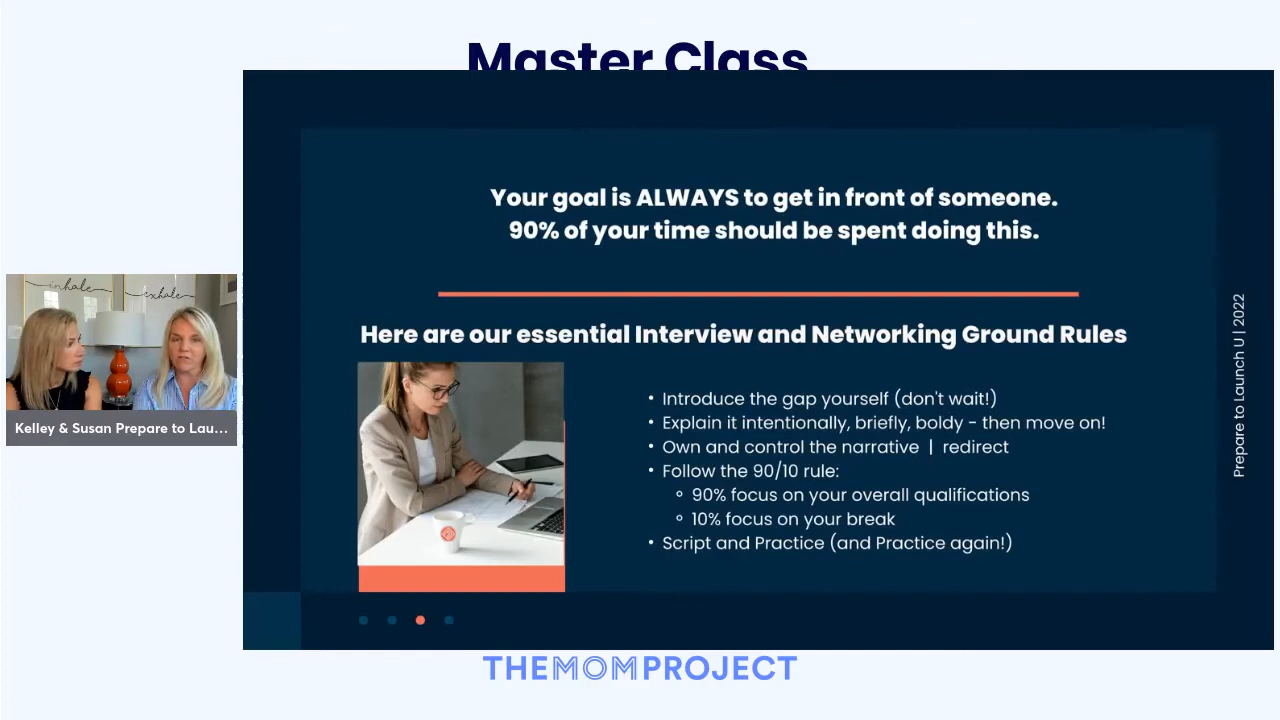 Master Class
Your goal is ALWAYS to get in front of someone.
90% of your time should be spent doing this.
Here are our essential Interview and Networking Ground Rules
• Introduce the gap yourself (don't wait!)
• Explain it intentionally, briefly, boldy - then move on!
• Own and control the narrative | redirect
• Follow the 90/10 rule:
◦ 90% focus on your overall qualifications
◦ 10% focus on your break
• Script and Practice (and Practice again!)
Prepare to Launch U | 2022
inhale
exhale
Kelley & Susan Prepare to Lau...
THEMOMPROJECT